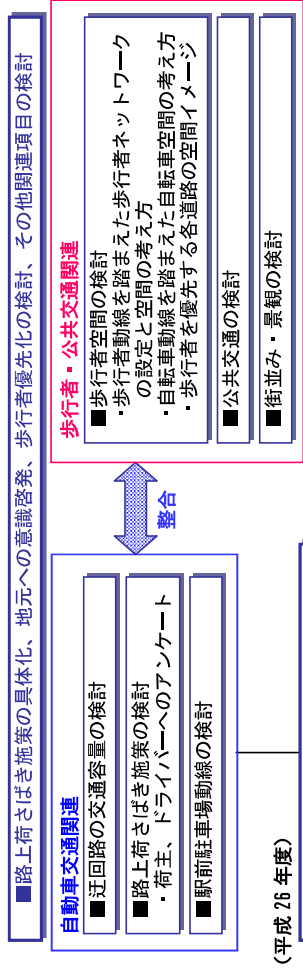 ■路上荷さばき施策の具体化、地元への意識啓発、歩行者優先化の検討、その他関連項目の検討
自動車交通関連
■迂回路の交通容量の検討
■路上荷さばき施策の検討
・荷主、ドライバーへのアンケート
■駅前駐車場動線の検討
整合
歩行者・公共交通関連
■歩行者空間の検討
・歩行者動線を踏まえた歩行者ネットワーク
の設定と空間の考え方
・自転車動線を踏まえた自転車空間の考え方
・歩行者を優先する各道路の空間イメージ
■公共交通の検討
■街並み・景観の検討
（平成 26 年度）